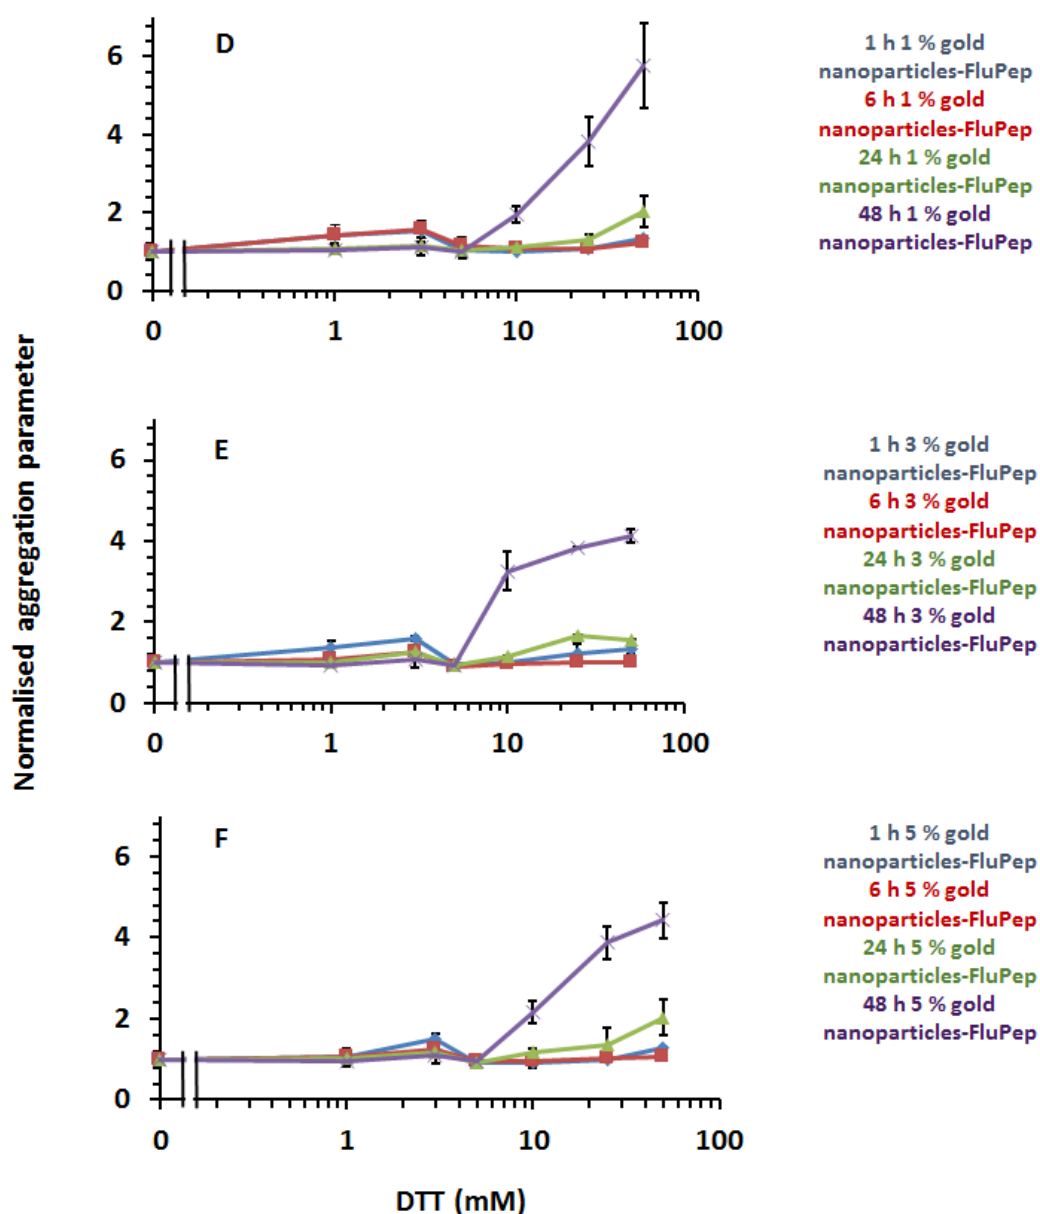 D
6
4
2
0
0 1 10 100
1 h 1 % gold
nanoparticles-FluPep
6 h 1 % gold
nanoparticles-FluPep
24 h 1 % gold
nanoparticles-FluPep
48 h 1 % gold
nanoparticles-FluPep
Normalised aggregation parameter
E
6
4
2
0
0 1 10 100
1 h 3 % gold
nanoparticles-FluPep
6 h 3 % gold
nanoparticles-FluPep
24 h 3 % gold
nanoparticles-FluPep
48 h 3 % gold
nanoparticles-FluPep
F
6
4
2
0
0 1 10 100
1 h 5 % gold
nanoparticles-FluPep
6 h 5 % gold
nanoparticles-FluPep
24 h 5 % gold
nanoparticles-FluPep
48 h 5 % gold
nanoparticles-FluPep
DTT (mM)